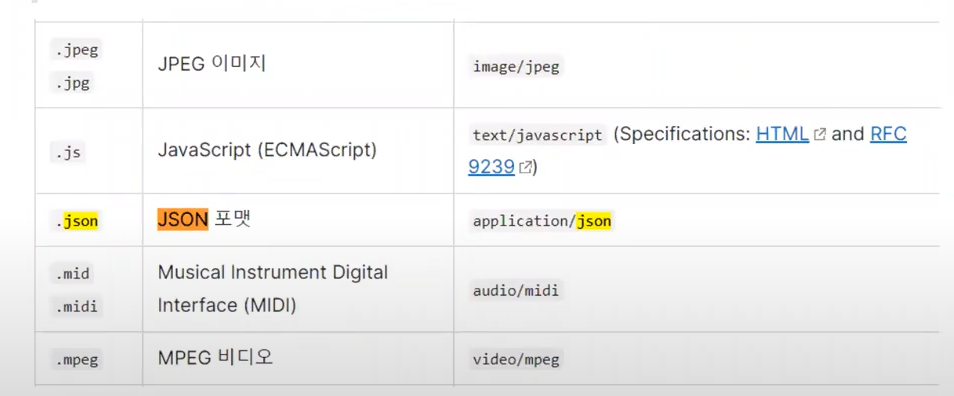 .jpeg
.jpg
JPEG 이미지
image/jpeg
.js
JavaScript (ECMAScript)
text/javascript (Specifications: HTML and RFC
9239)
.json
JSON 포맷
application/json
.mid
.midi
Musical Instrument Digital
Interface (MIDI)
audio/midi
.mpeg
MPEG 비디오
video/mpeg